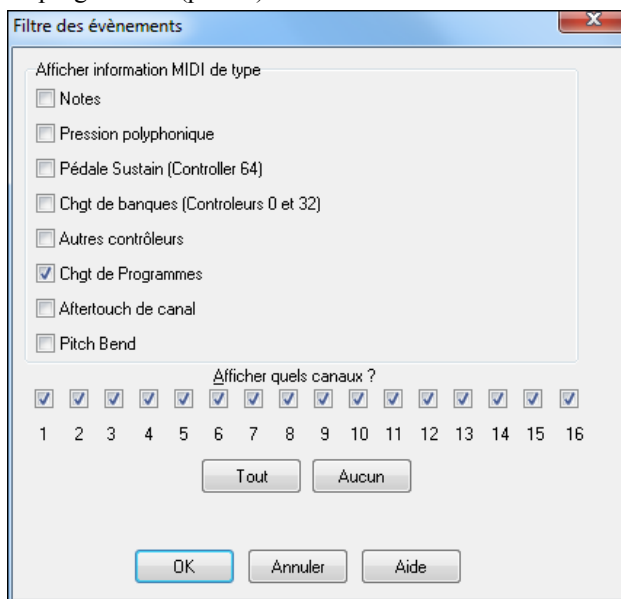 Filtre des évènements
Afficher information MIDI de type
Notes
Pression polyphonique
Pédale Sustain (Controller 64)
Chgt de banques (Controleurs 0 et 32)
Autres contrôleurs
Chgt de Programmes
Aftertouch de canal
Pitch Bend
Afficher quels canaux ?
1 2 3 4 5 6 7 8 9 10 11 12 13 14 15 16
Tout Aucun
OK Annuler Aide